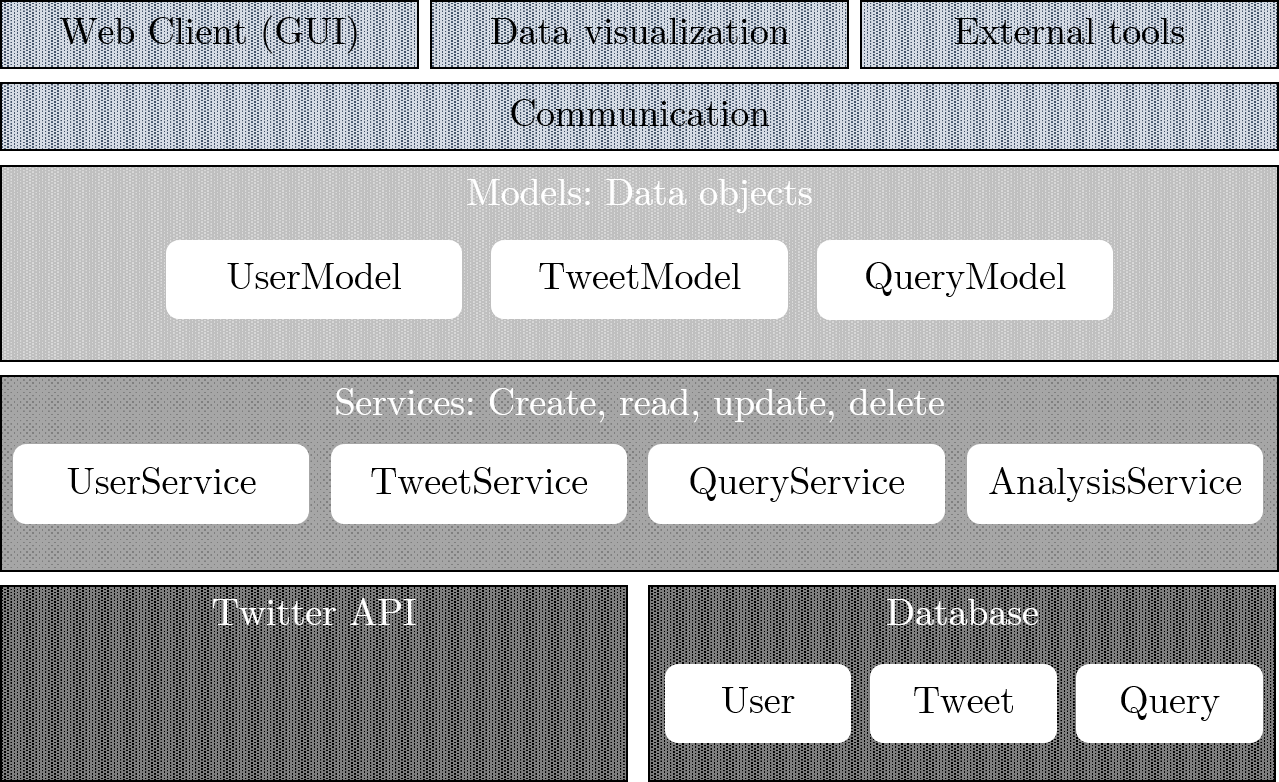 Web Client (GUI)
Data visualization
External tools
Communication
Models: Data objects
UserModel
TweetModel
QueryModel
Services: Create, read, update, delete
UserService
TweetService
QueryService
AnalysisService
Twitter API
Database
User
Tweet
Query